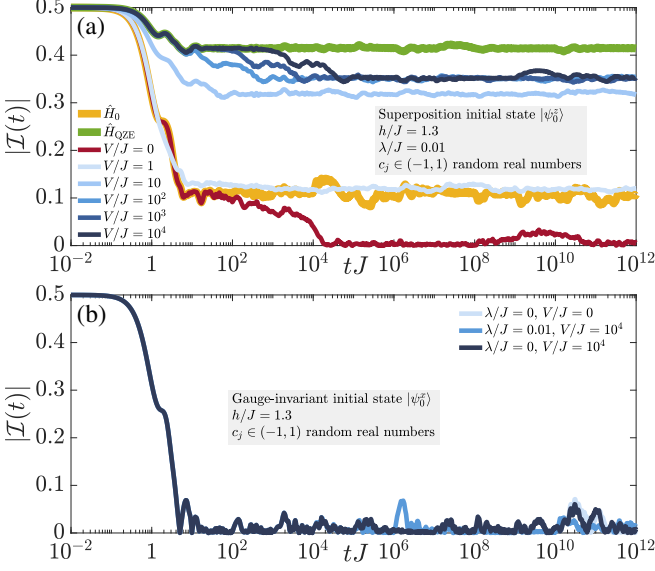 (a)
|𝓘(t)|
0.5
0.4
0.3
0.2
0.1
0
Ĥ₀
Ĥ_QZE
V/J = 0
V/J = 1
V/J = 10
V/J = 10²
V/J = 10³
V/J = 10⁴
Superposition initial state |ψ₀ᶻ⟩
h/J = 1.3
λ/J = 0.01
c_j ∈ (−1, 1) random real numbers
10⁻² 1 10² 10⁴ 10⁶ 10⁸ 10¹⁰ 10¹²
tJ
(b)
|𝓘(t)|
0.5
0.4
0.3
0.2
0.1
0
λ/J = 0, V/J = 0
λ/J = 0.01, V/J = 10⁴
λ/J = 0, V/J = 10⁴
Gauge-invariant initial state |ψ₀ˣ⟩
h/J = 1.3
c_j ∈ (−1, 1) random real numbers
10⁻² 1 10² 10⁴ 10⁶ 10⁸ 10¹⁰ 10¹²
tJ